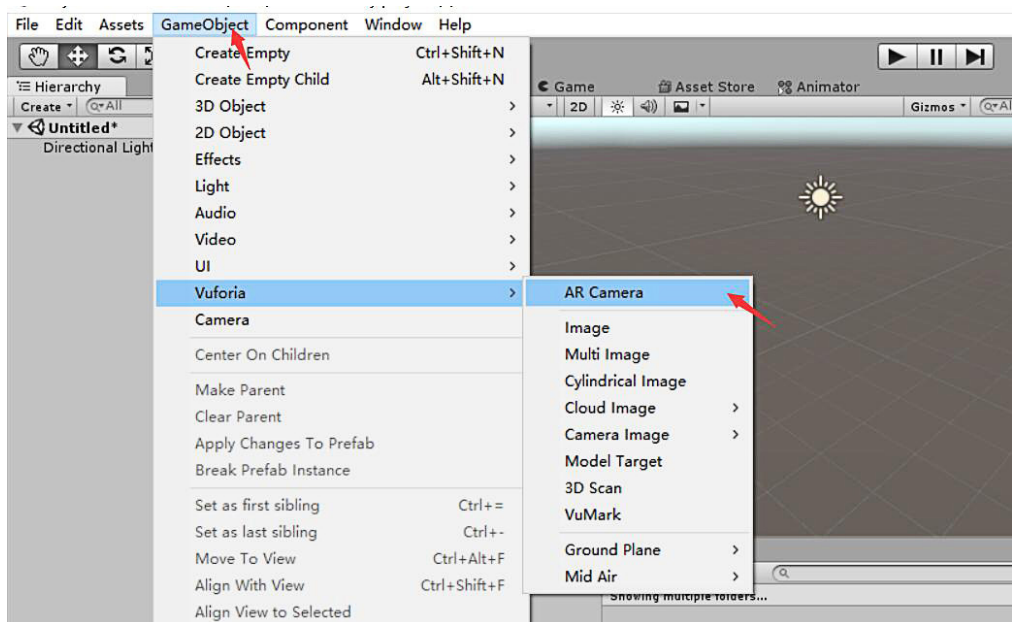 File Edit Assets GameObject Component Window Help
Hierarchy
Create All
Untitled*
Directional Light
Create Empty Ctrl+Shift+N
Create Empty Child Alt+Shift+N
3D Object
2D Object
Effects
Light
Audio
Video
UI
Vuforia
Camera
Center On Children
Make Parent
Clear Parent
Apply Changes To Prefab
Break Prefab Instance
Set as first sibling Ctrl+=
Set as last sibling Ctrl+-
Move To View Ctrl+Alt+F
Align With View Ctrl+Shift+F
Align View to Selected
AR Camera
Image
Multi Image
Cylindrical Image
Cloud Image
Camera Image
Model Target
3D Scan
VuMark
Ground Plane
Mid Air
Game Asset Store Animator
2D Gizmos Al
Showing multiple folders...